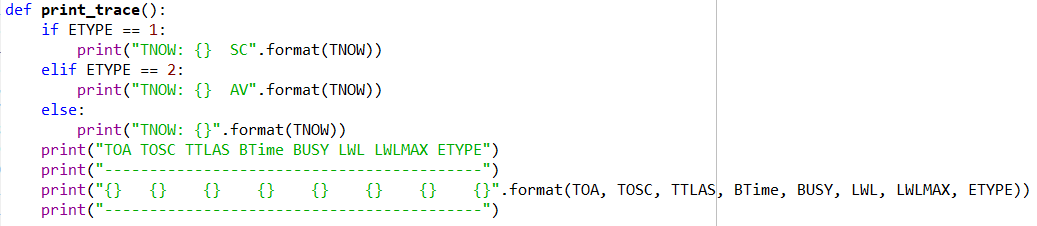 def print_trace():
    if ETYPE == 1:
        print("TNOW: {}  SC".format(TNOW))
    elif ETYPE == 2:
        print("TNOW: {}  AV".format(TNOW))
    else:
        print("TNOW: {}".format(TNOW))
    print("TOA TOSC TTLAS BTime BUSY LWL LWLMAX ETYPE")
    print("------------------------------------------")
    print("{}   {}    {}    {}    {}    {}    {}    {}".format(TOA, TOSC, TTLAS, BTime, BUSY, LWL, LWLMAX, ETYPE))
    print("------------------------------------------")